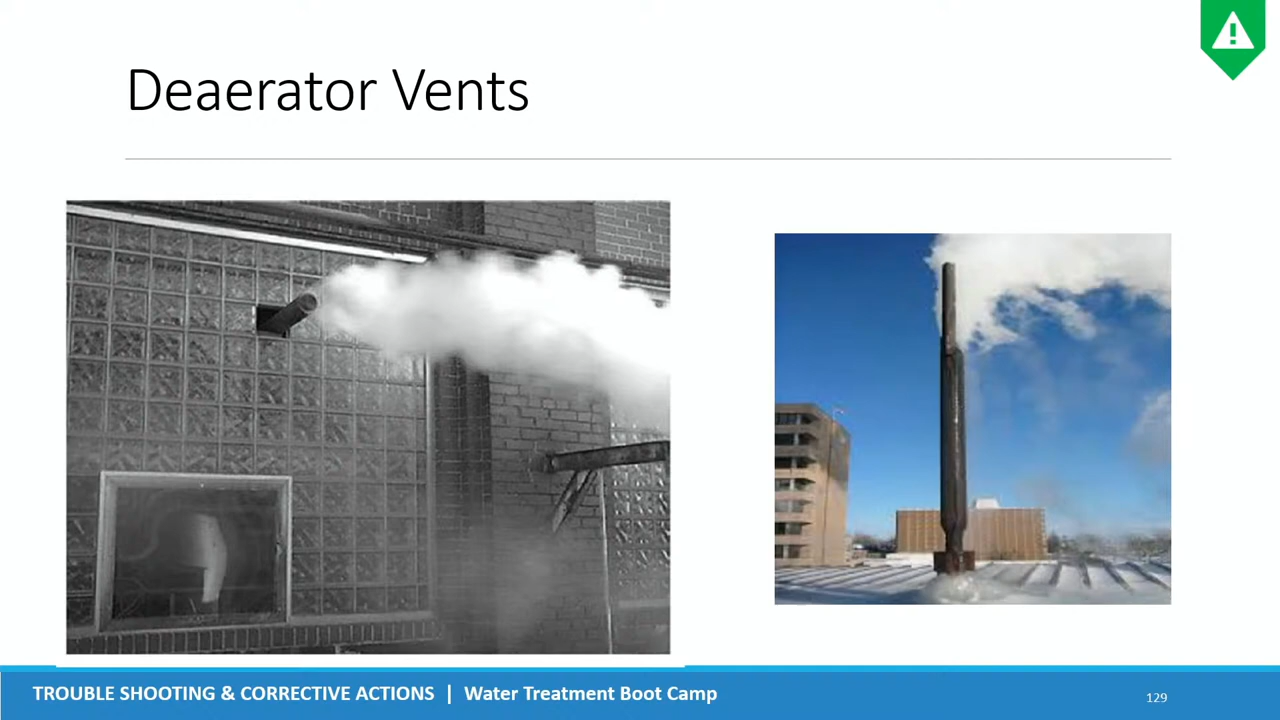 Deaerator Vents
TROUBLE SHOOTING & CORRECTIVE ACTIONS | Water Treatment Boot Camp
129